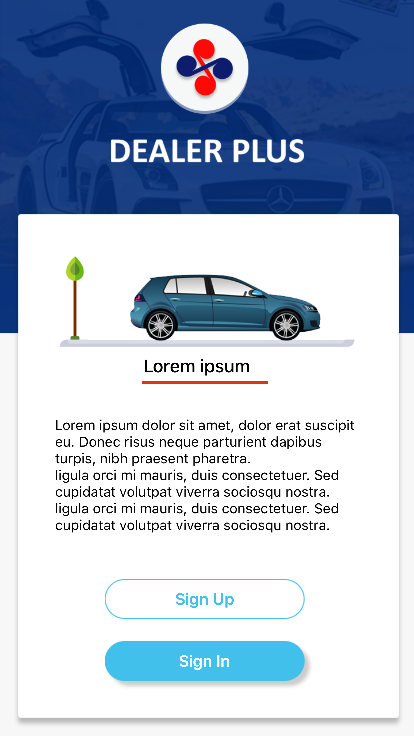 DEALER PLUS
Lorem ipsum
Lorem ipsum dolor sit amet, dolor erat suscipit
eu. Donec risus neque parturient dapibus
turpis, nibh praesent pharetra.
ligula orci mi mauris, duis consectetuer. Sed
cupidatat volutpat viverra sociosqu nostra.
ligula orci mi mauris, duis consectetuer. Sed
cupidatat volutpat viverra sociosqu nostra.
Sign Up
Sign In